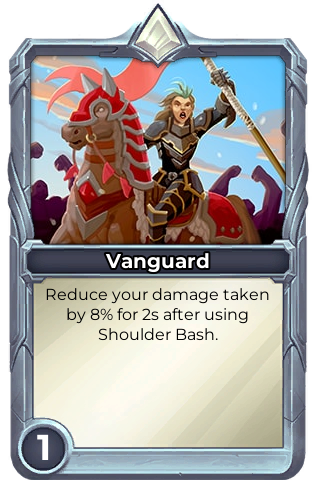 Vanguard
Reduce your damage taken
by 8% for 2s after using
Shoulder Bash.
1